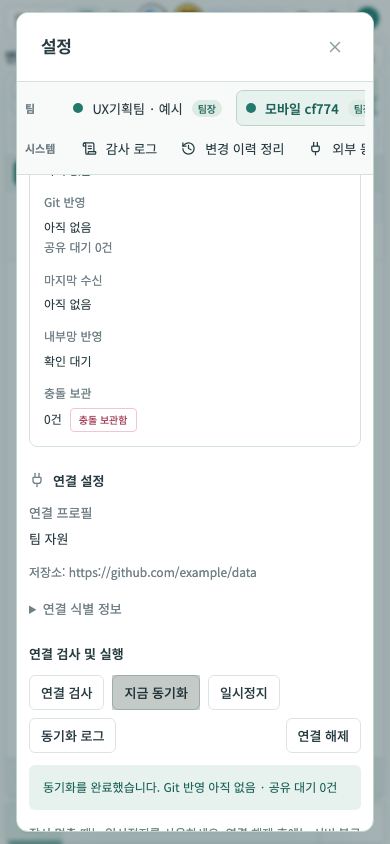 설정
팀
UX기획팀 · 예시 팀장
모바일 cf774
시스템
감사 로그
변경 이력 정리
외부
Git 반영
아직 없음
공유 대기 0건
마지막 수신
아직 없음
내부망 반영
확인 대기
충돌 보관
0건 충돌 보관함
연결 설정
연결 프로필
팀 자원
저장소: https://github.com/example/data
연결 식별 정보
연결 검사 및 실행
연결 검사 지금 동기화 일시정지
동기화 로그 연결 해제
동기화를 완료했습니다. Git 반영 아직 없음 · 공유 대기 0건